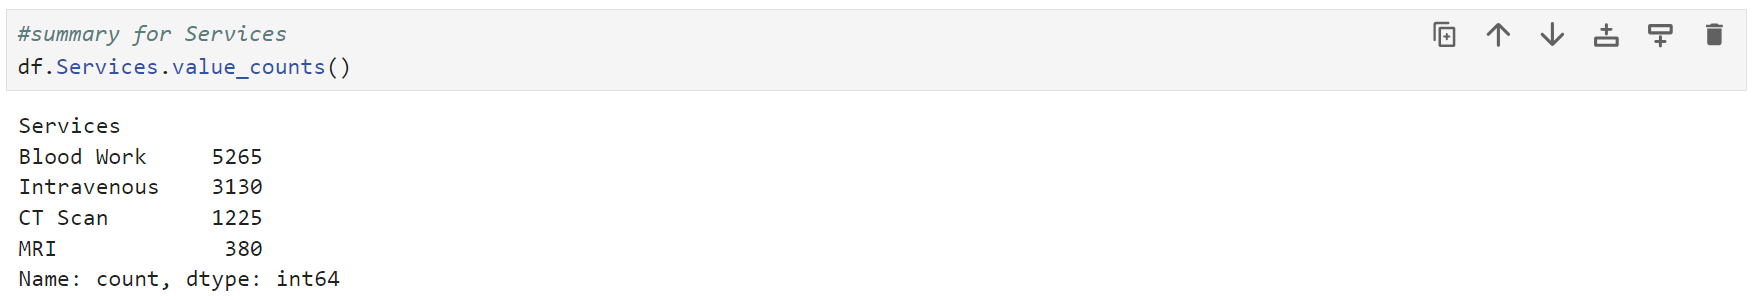 #summary for Services
df.Services.value_counts()
Services
Blood Work     5265
Intravenous    3130
CT Scan        1225
MRI             380
Name: count, dtype: int64